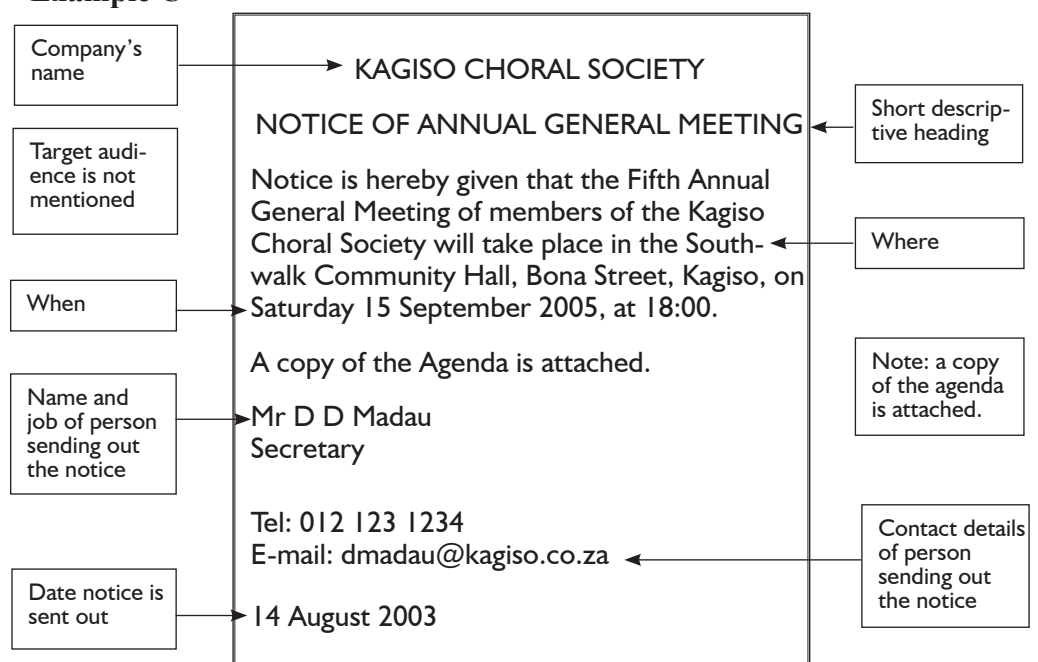 Company's
name
Target audi-
ence is not
mentioned
When
Name and
job of person
sending out
the notice
Date notice is
sent out
KAGISO CHORAL SOCIETY
NOTICE OF ANNUAL GENERAL MEETING
Notice is hereby given that the Fifth Annual
General Meeting of members of the Kagiso
Choral Society will take place in the South-
walk Community Hall, Bona Street, Kagiso, on
Saturday 15 September 2005, at 18:00.
A copy of the Agenda is attached.
Mr D D Madau
Secretary
Tel: 012 123 1234
E-mail: dmadau@kagiso.co.za
14 August 2003
Short descrip-
tive heading
Where
Note: a copy
of the agenda
is attached.
Contact details
of person
sending out
the notice